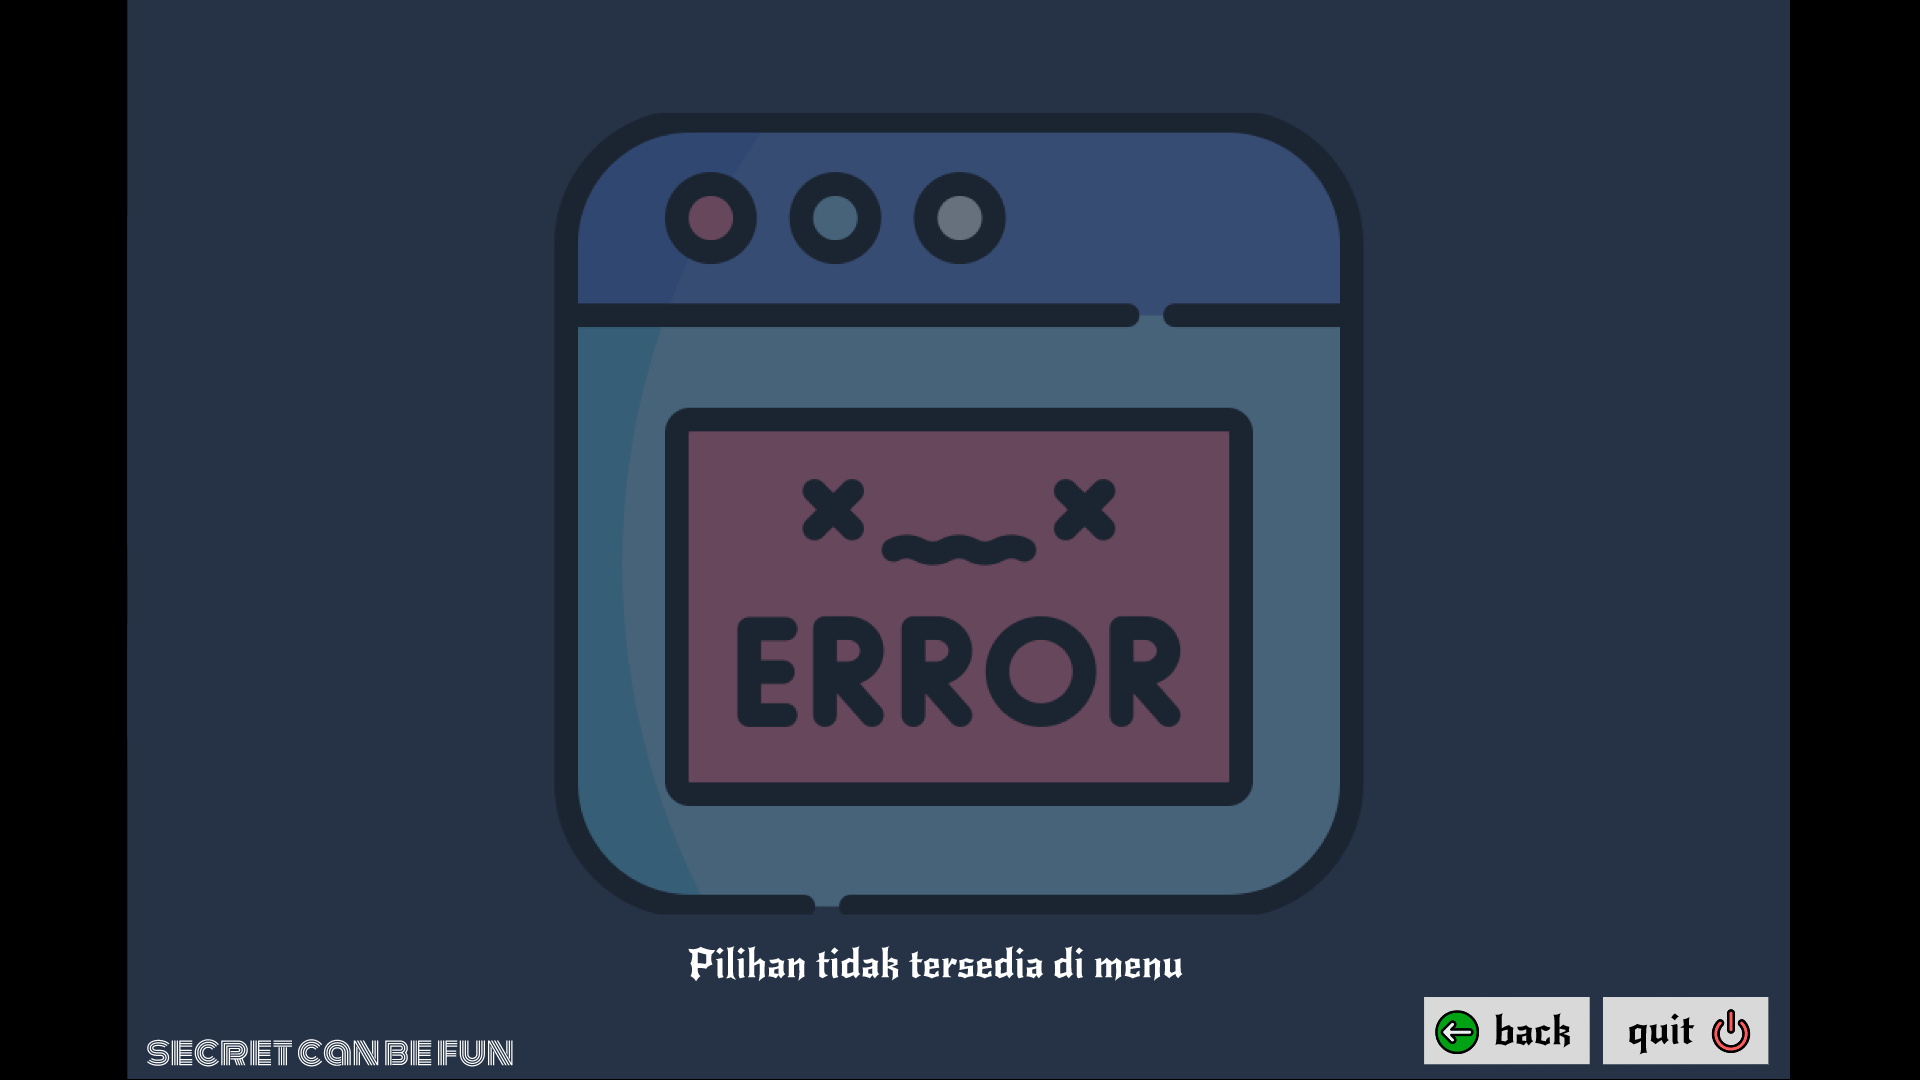 ERROR
Pilihan tidak tersedia di menu
back
quit
SECRET CAN BE FUN